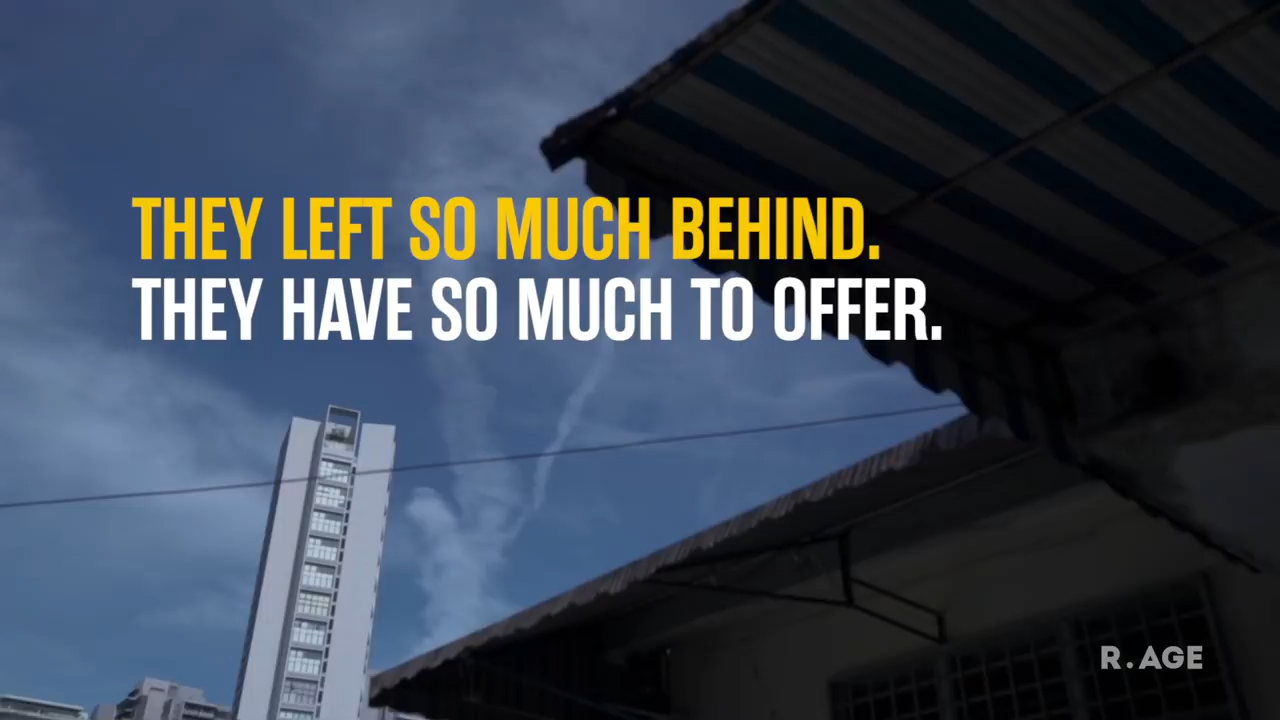 THEY LEFT SO MUCH BEHIND.
THEY HAVE SO MUCH TO OFFER.
R.AGE